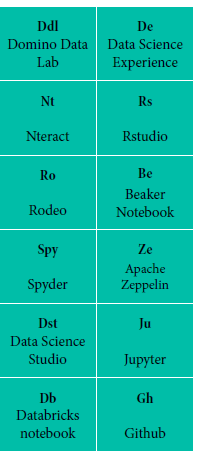 Ddl
Domino Data
Lab
De
Data Science
Experience
Nt
Nteract
Rs
Rstudio
Ro
Rodeo
Be
Beaker
Notebook
Spy
Spyder
Ze
Apache
Zeppelin
Dst
Data Science
Studio
Ju
Jupyter
Db
Databricks
notebook
Gh
Github